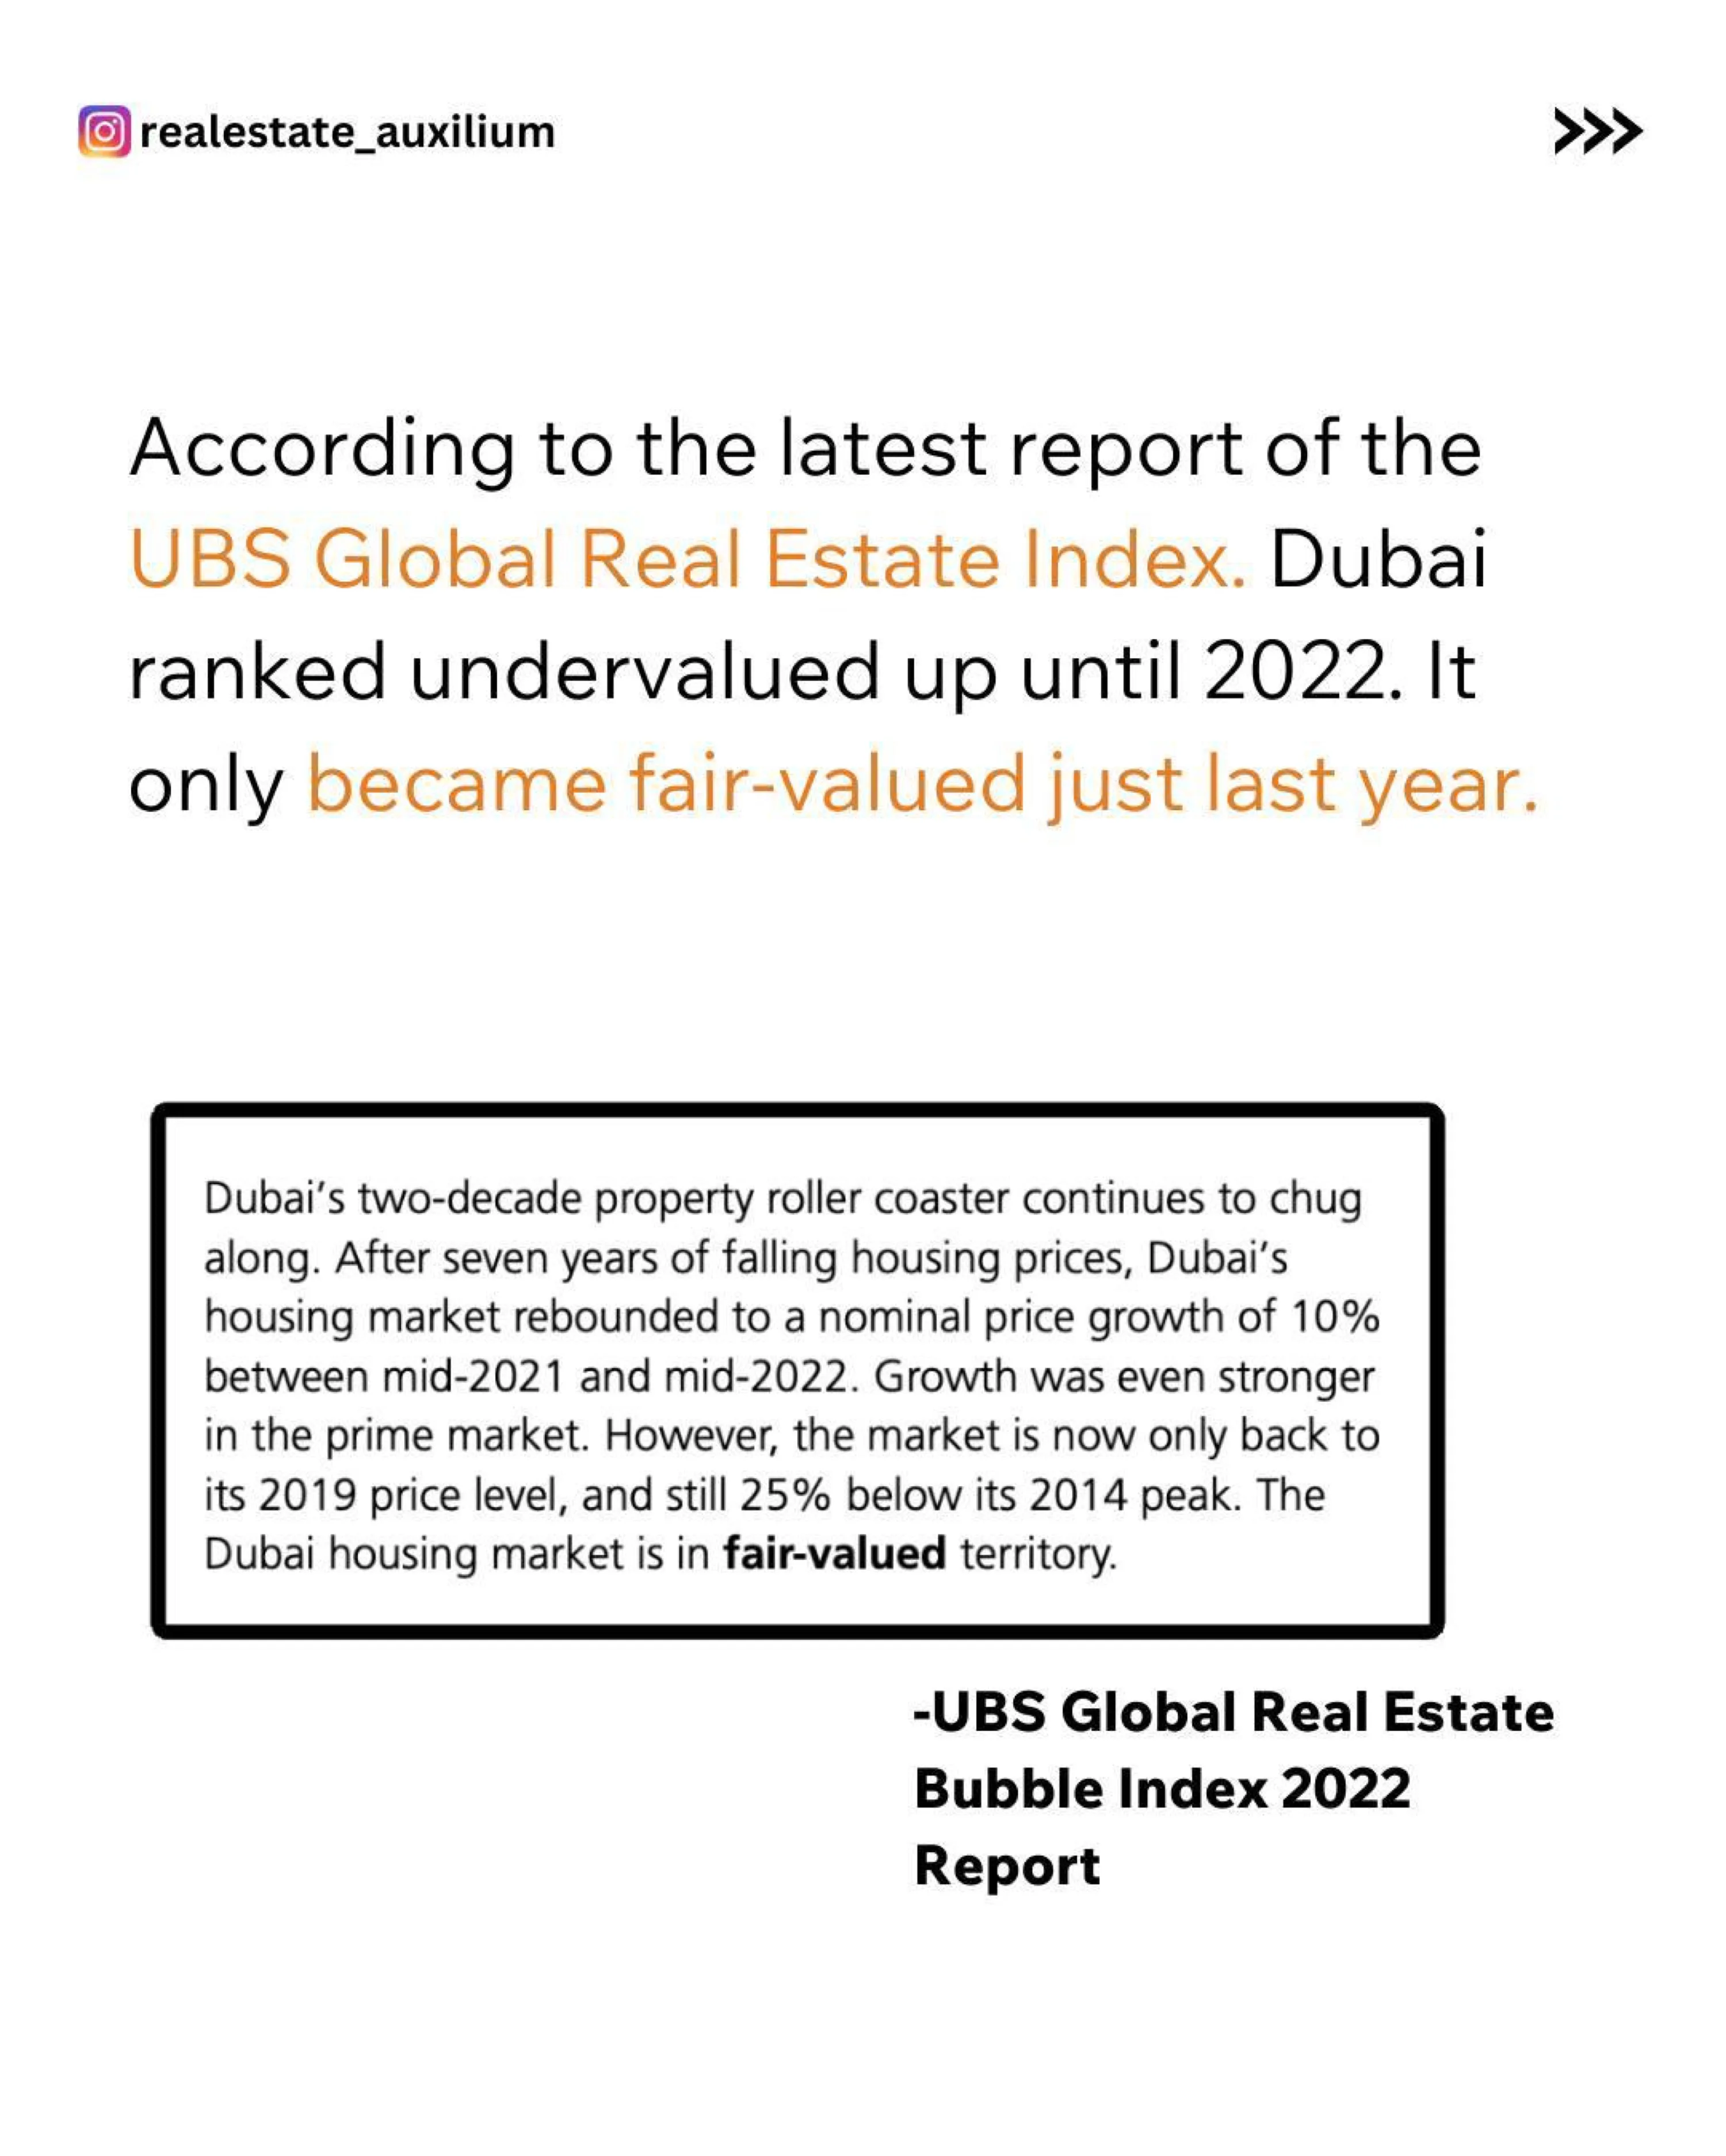 realestate_auxilium
According to the latest report of the
UBS Global Real Estate Index. Dubai
ranked undervalued up until 2022. It
only became fair-valued just last year.
Dubai's two-decade property roller coaster continues to chug
along. After seven years of falling housing prices, Dubai's
housing market rebounded to a nominal price growth of 10%
between mid-2021 and mid-2022. Growth was even stronger
in the prime market. However, the market is now only back to
its 2019 price level, and still 25% below its 2014 peak. The
Dubai housing market is in fair-valued territory.
-UBS Global Real Estate
Bubble Index 2022
Report